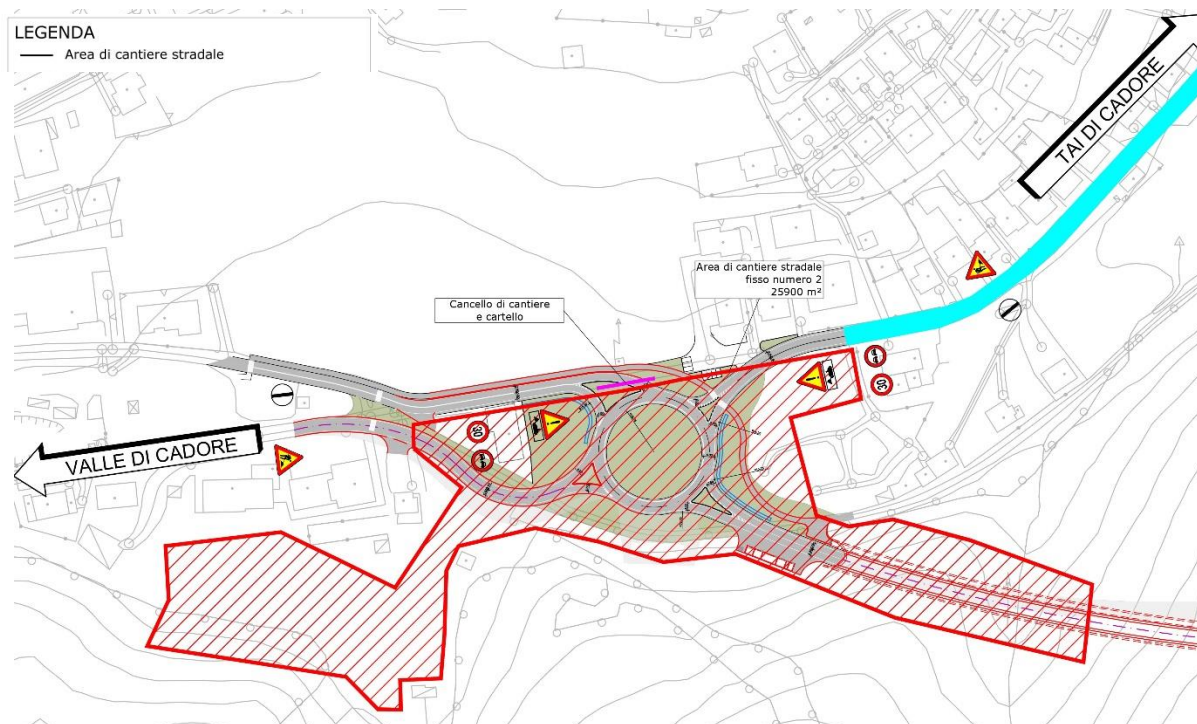 LEGENDA
Area di cantiere stradale
TAI DI CADORE
Area di cantiere stradale
fisso numero 2
25900 m²
Cancello di cantiere
e cartello
30
30
VALLE DI CADORE